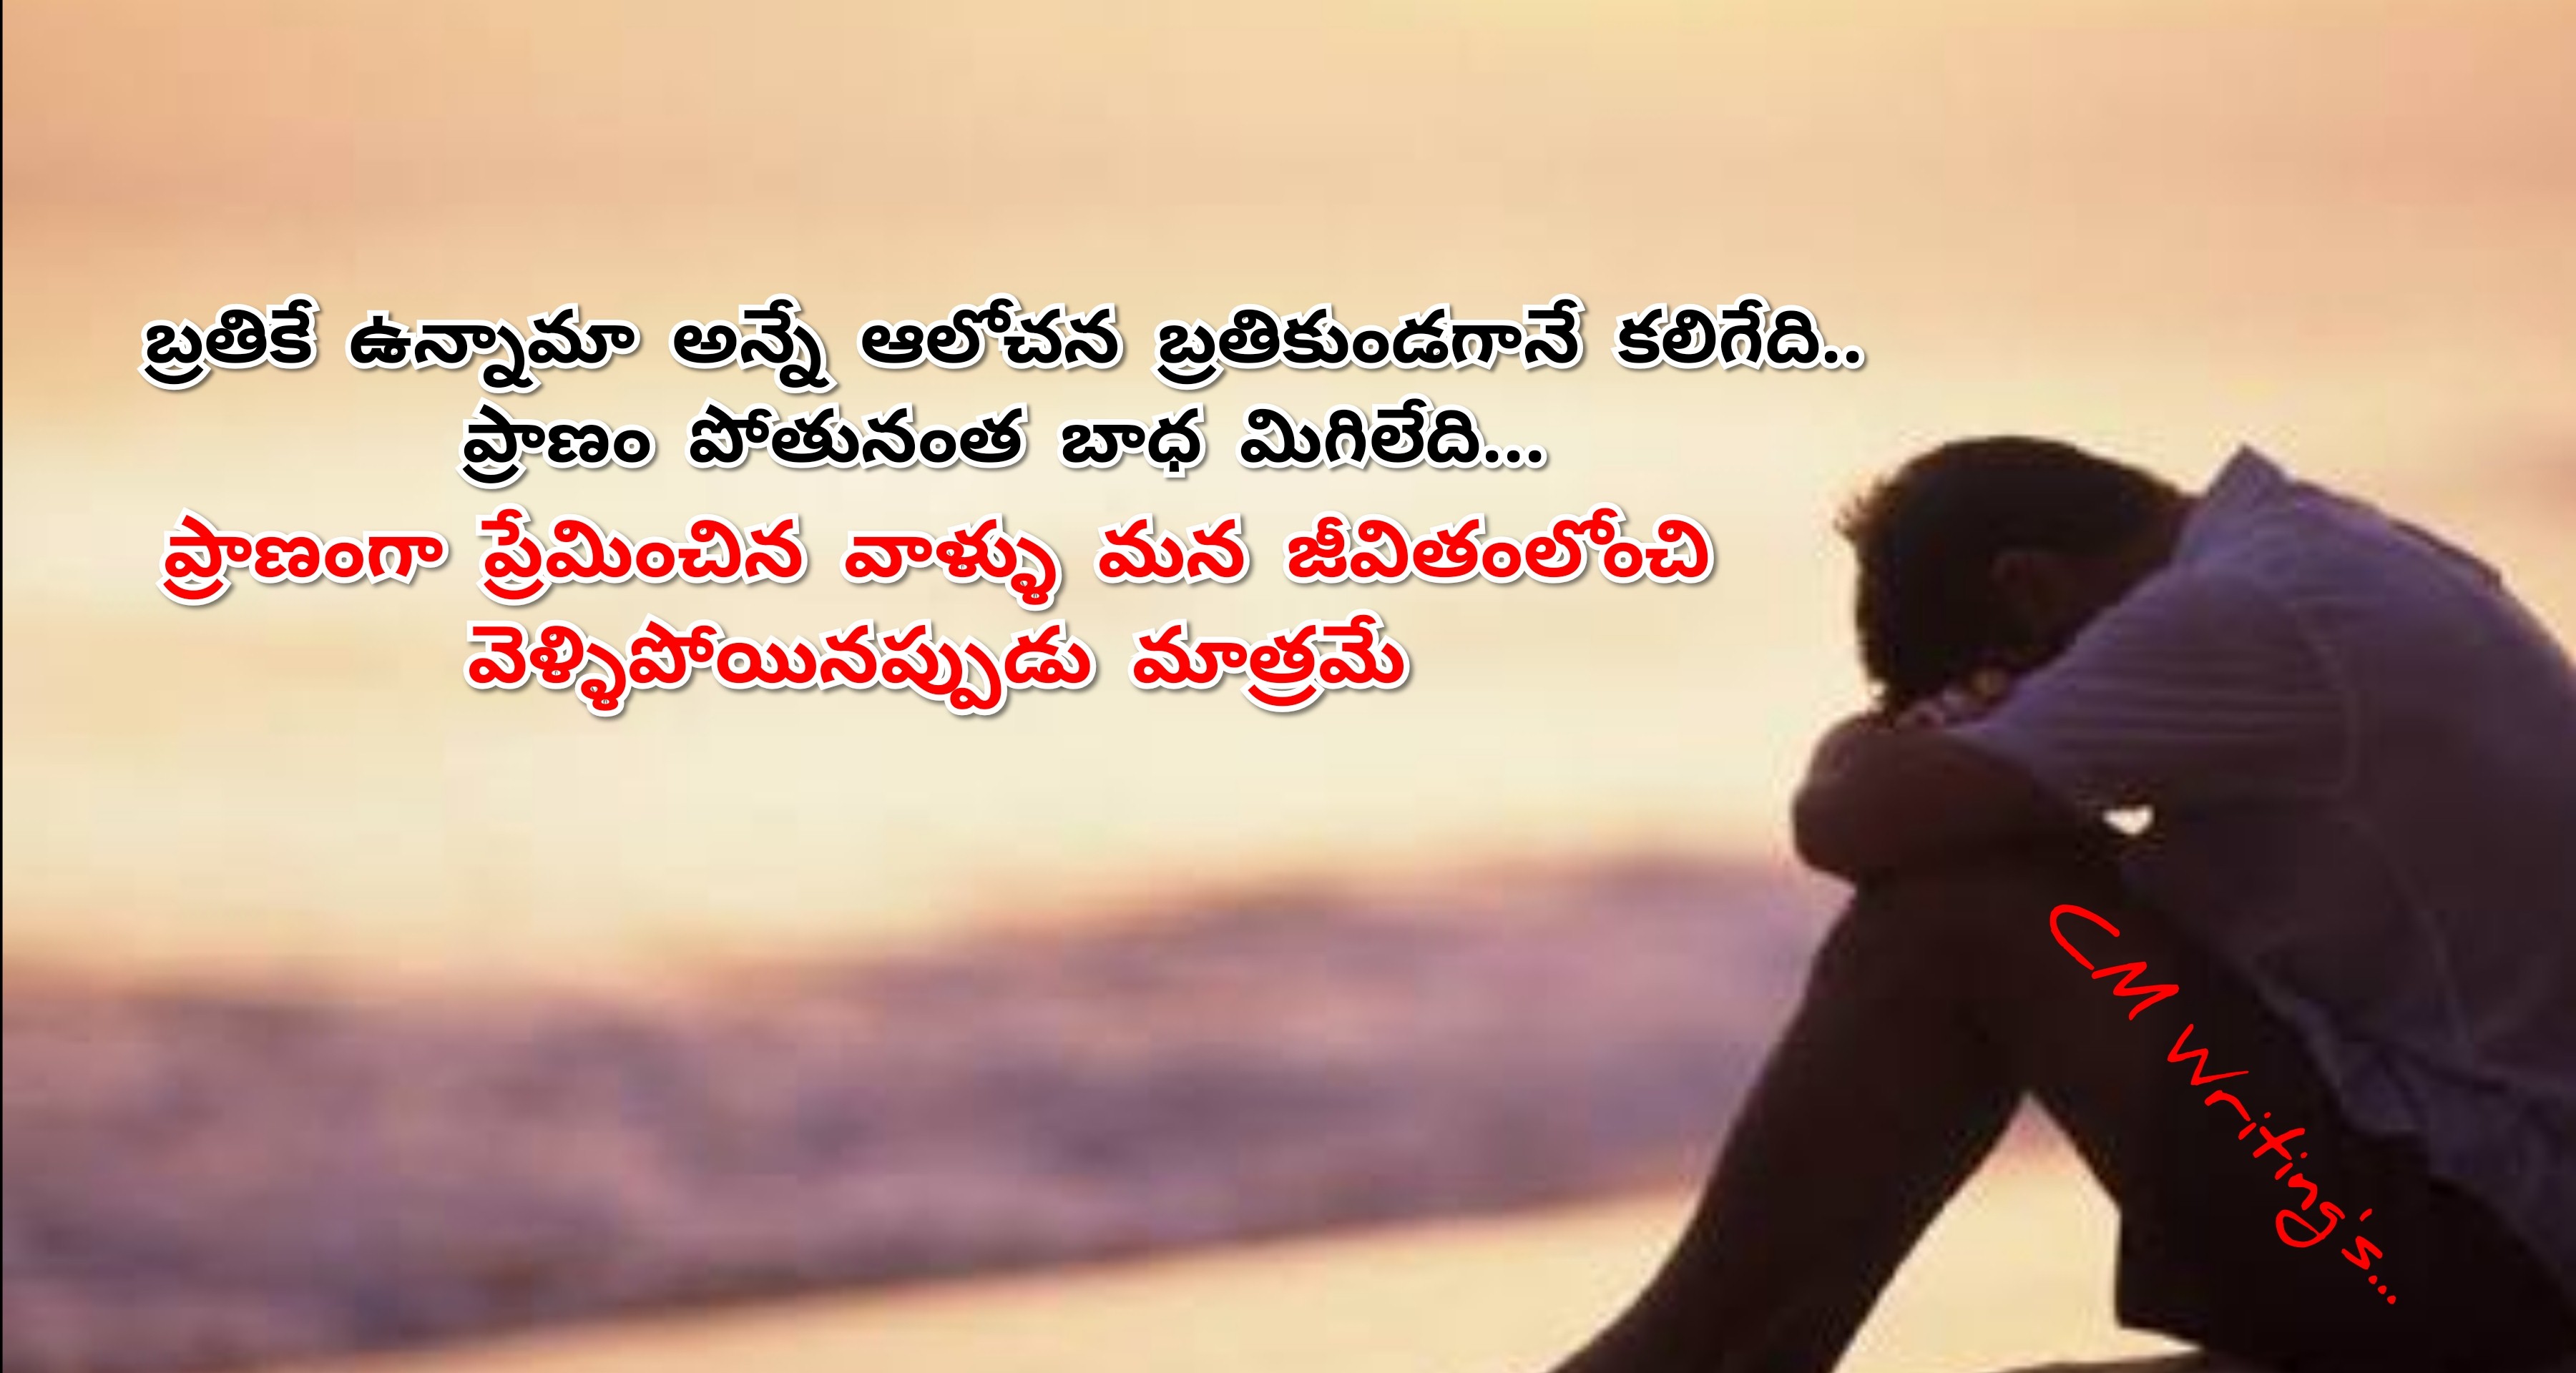 బ్రతికే ఉన్నామా అన్నే ఆలోచన బ్రతికుండగానే కలిగేది..
ప్రాణం పోతునంత బాధ మిగిలేది...
ప్రాణంగా ప్రేమించిన వాళ్ళు మన జీవితంలోంచి
వెళ్ళిపోయినప్పుడు మాత్రమే
CM Writing's...